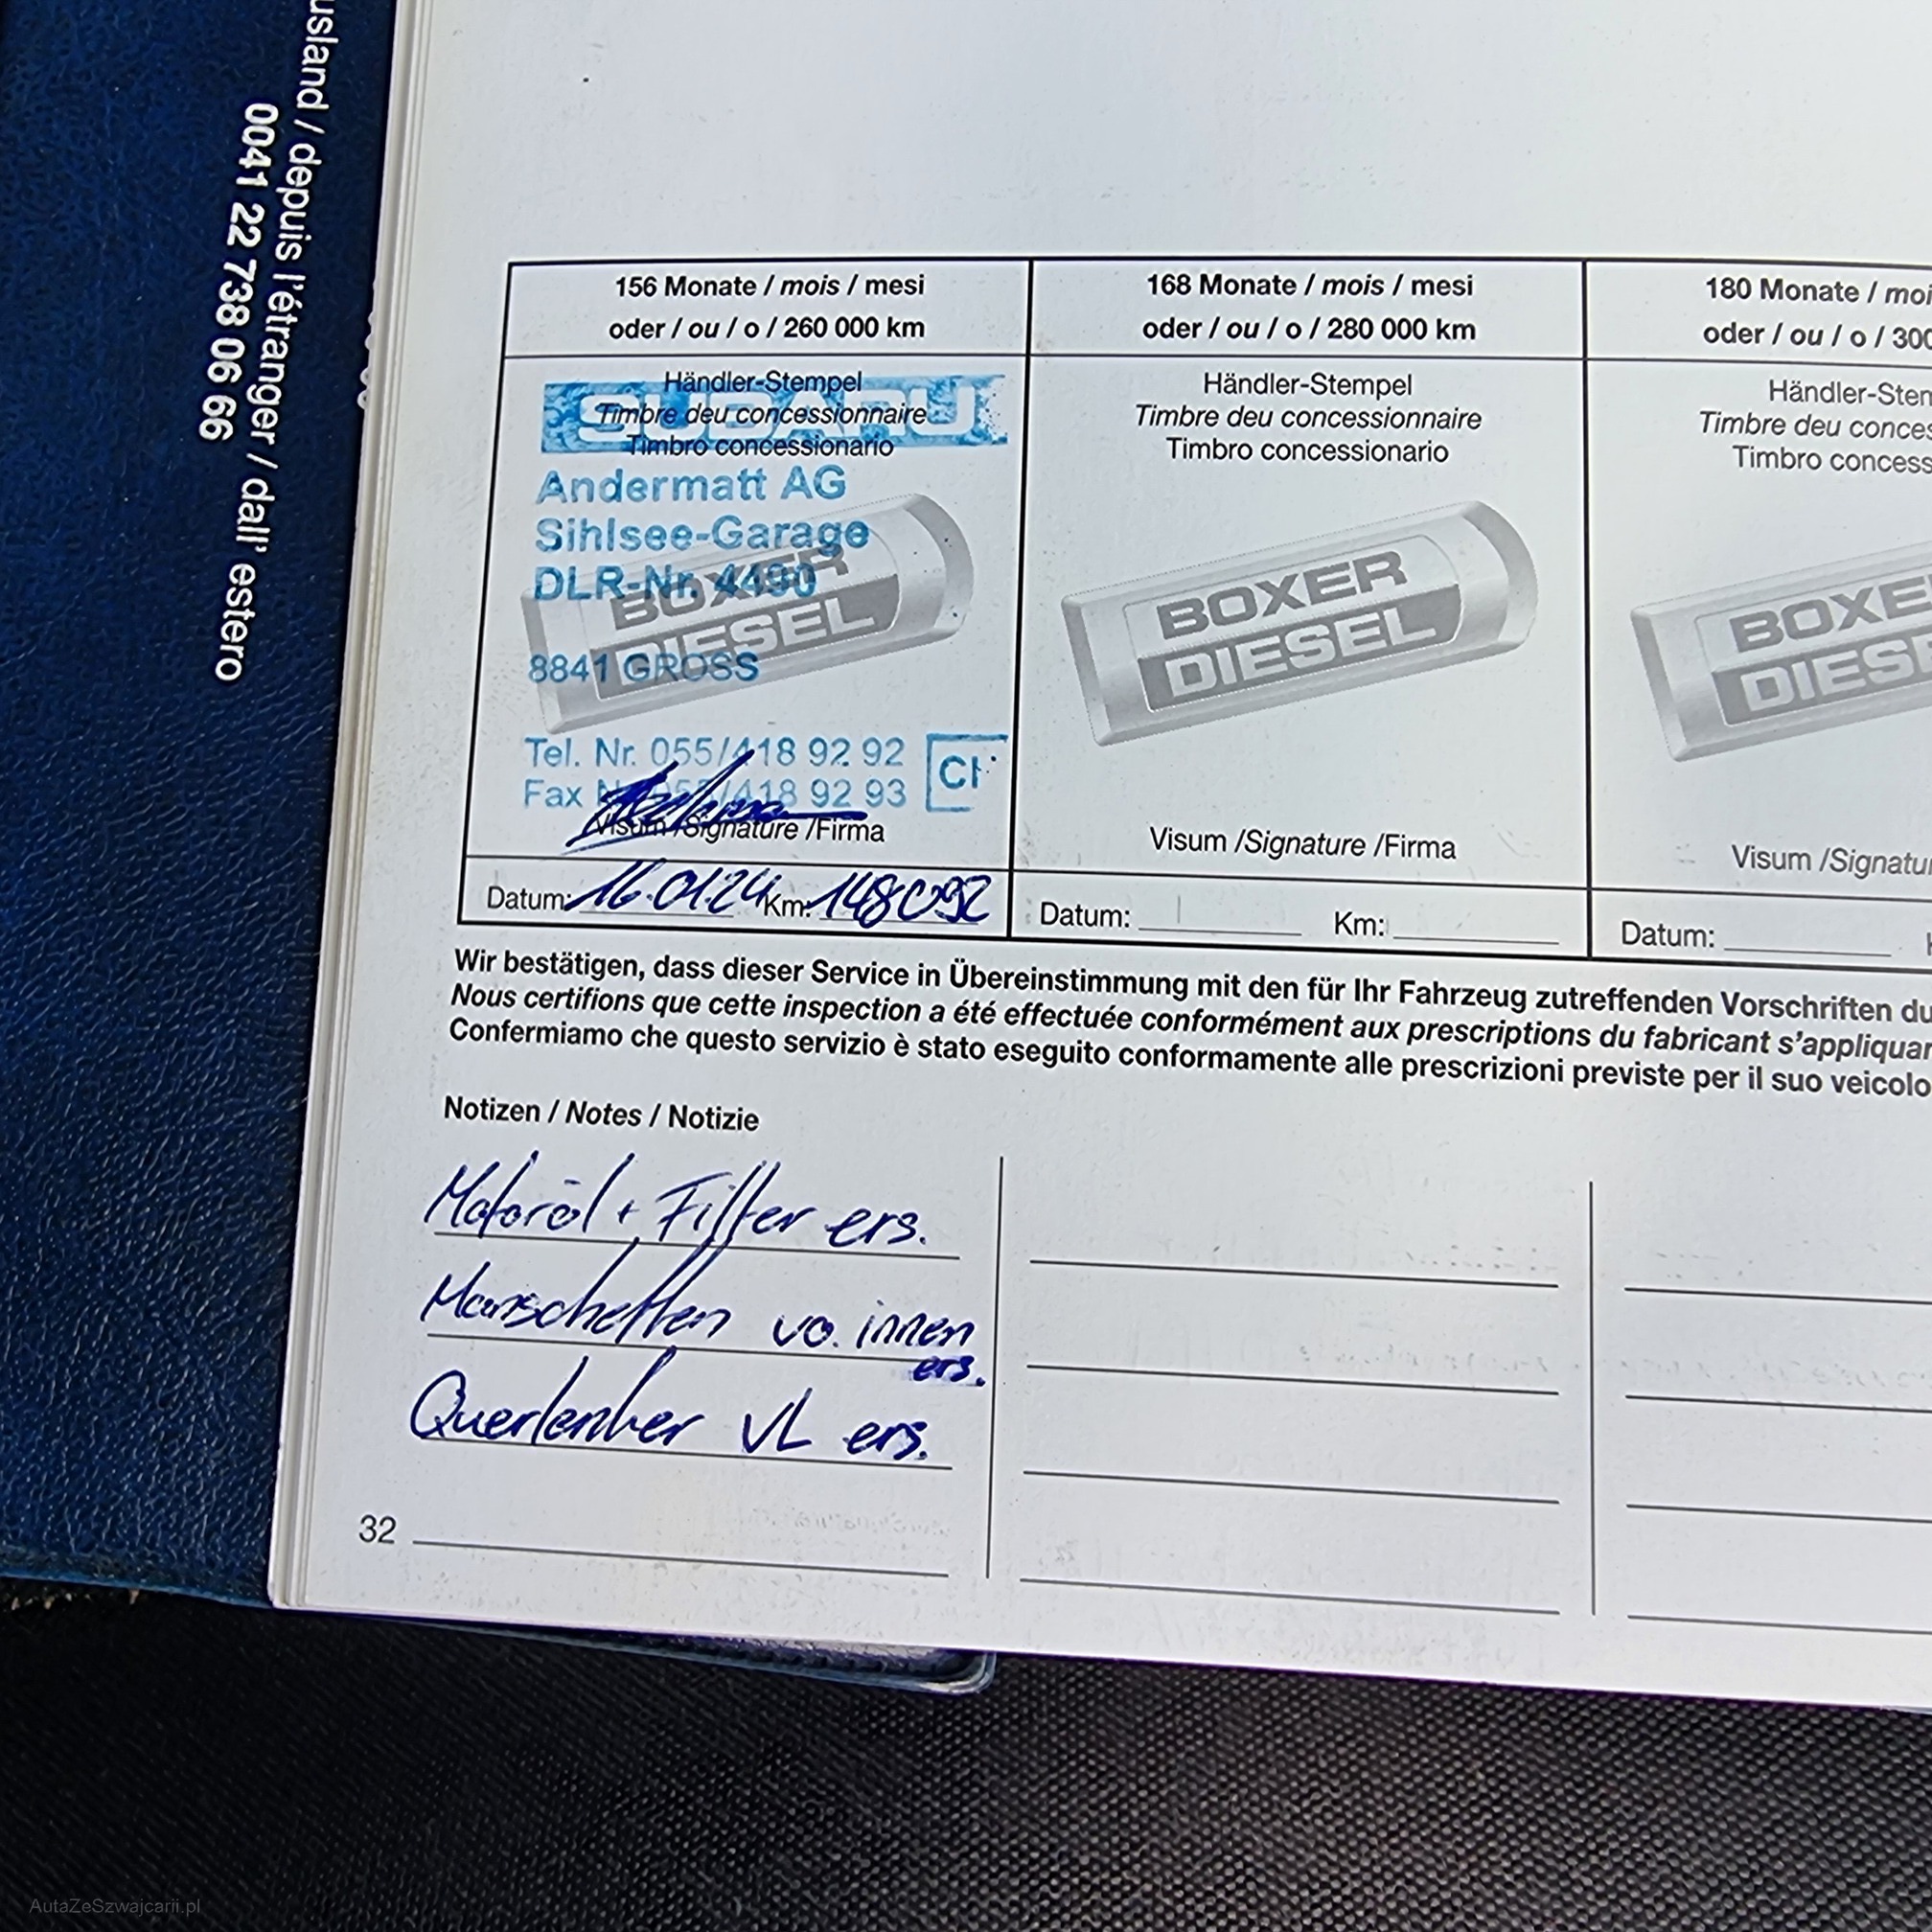 usland / depuis l'étranger / dall' estero
0041 22 738 06 66
156 Monate / mois / mesi
oder / ou / o / 260 000 km
Händler-Stempel
Timbre deu concessionnaire
Timbro concessionario
SUBARU
Andermatt AG
Sihlsee-Garage
DLR-Nr. 4490
BOXER
DIESEL
8841 GROSS
Tel. Nr. 055/418 92 92
Fax Nr. 055/418 92 93
CH
Visum /Signature /Firma
Datum: 16.01.24 Km: 148092
168 Monate / mois / mesi
oder / ou / o / 280 000 km
Händler-Stempel
Timbre deu concessionnaire
Timbro concessionario
BOXER
DIESEL
Visum /Signature /Firma
Datum: Km:
180 Monate / moi
oder / ou / o / 300
Händler-Stem
Timbre deu conces
Timbro concess
BOXE
DIESE
Visum /Signatu
Datum:
Wir bestätigen, dass dieser Service in Übereinstimmung mit den für Ihr Fahrzeug zutreffenden Vorschriften du
Nous certifions que cette inspection a été effectuée conformément aux prescriptions du fabricant s'appliquan
Confermiamo che questo servizio è stato eseguito conformamente alle prescrizioni previste per il suo veicolo
Notizen / Notes / Notizie
Motoröl + Filter ers.
Manschetten vo. innen
ers.
Querlenker VL ers.
32
AutaZeSzwajcarii.pl